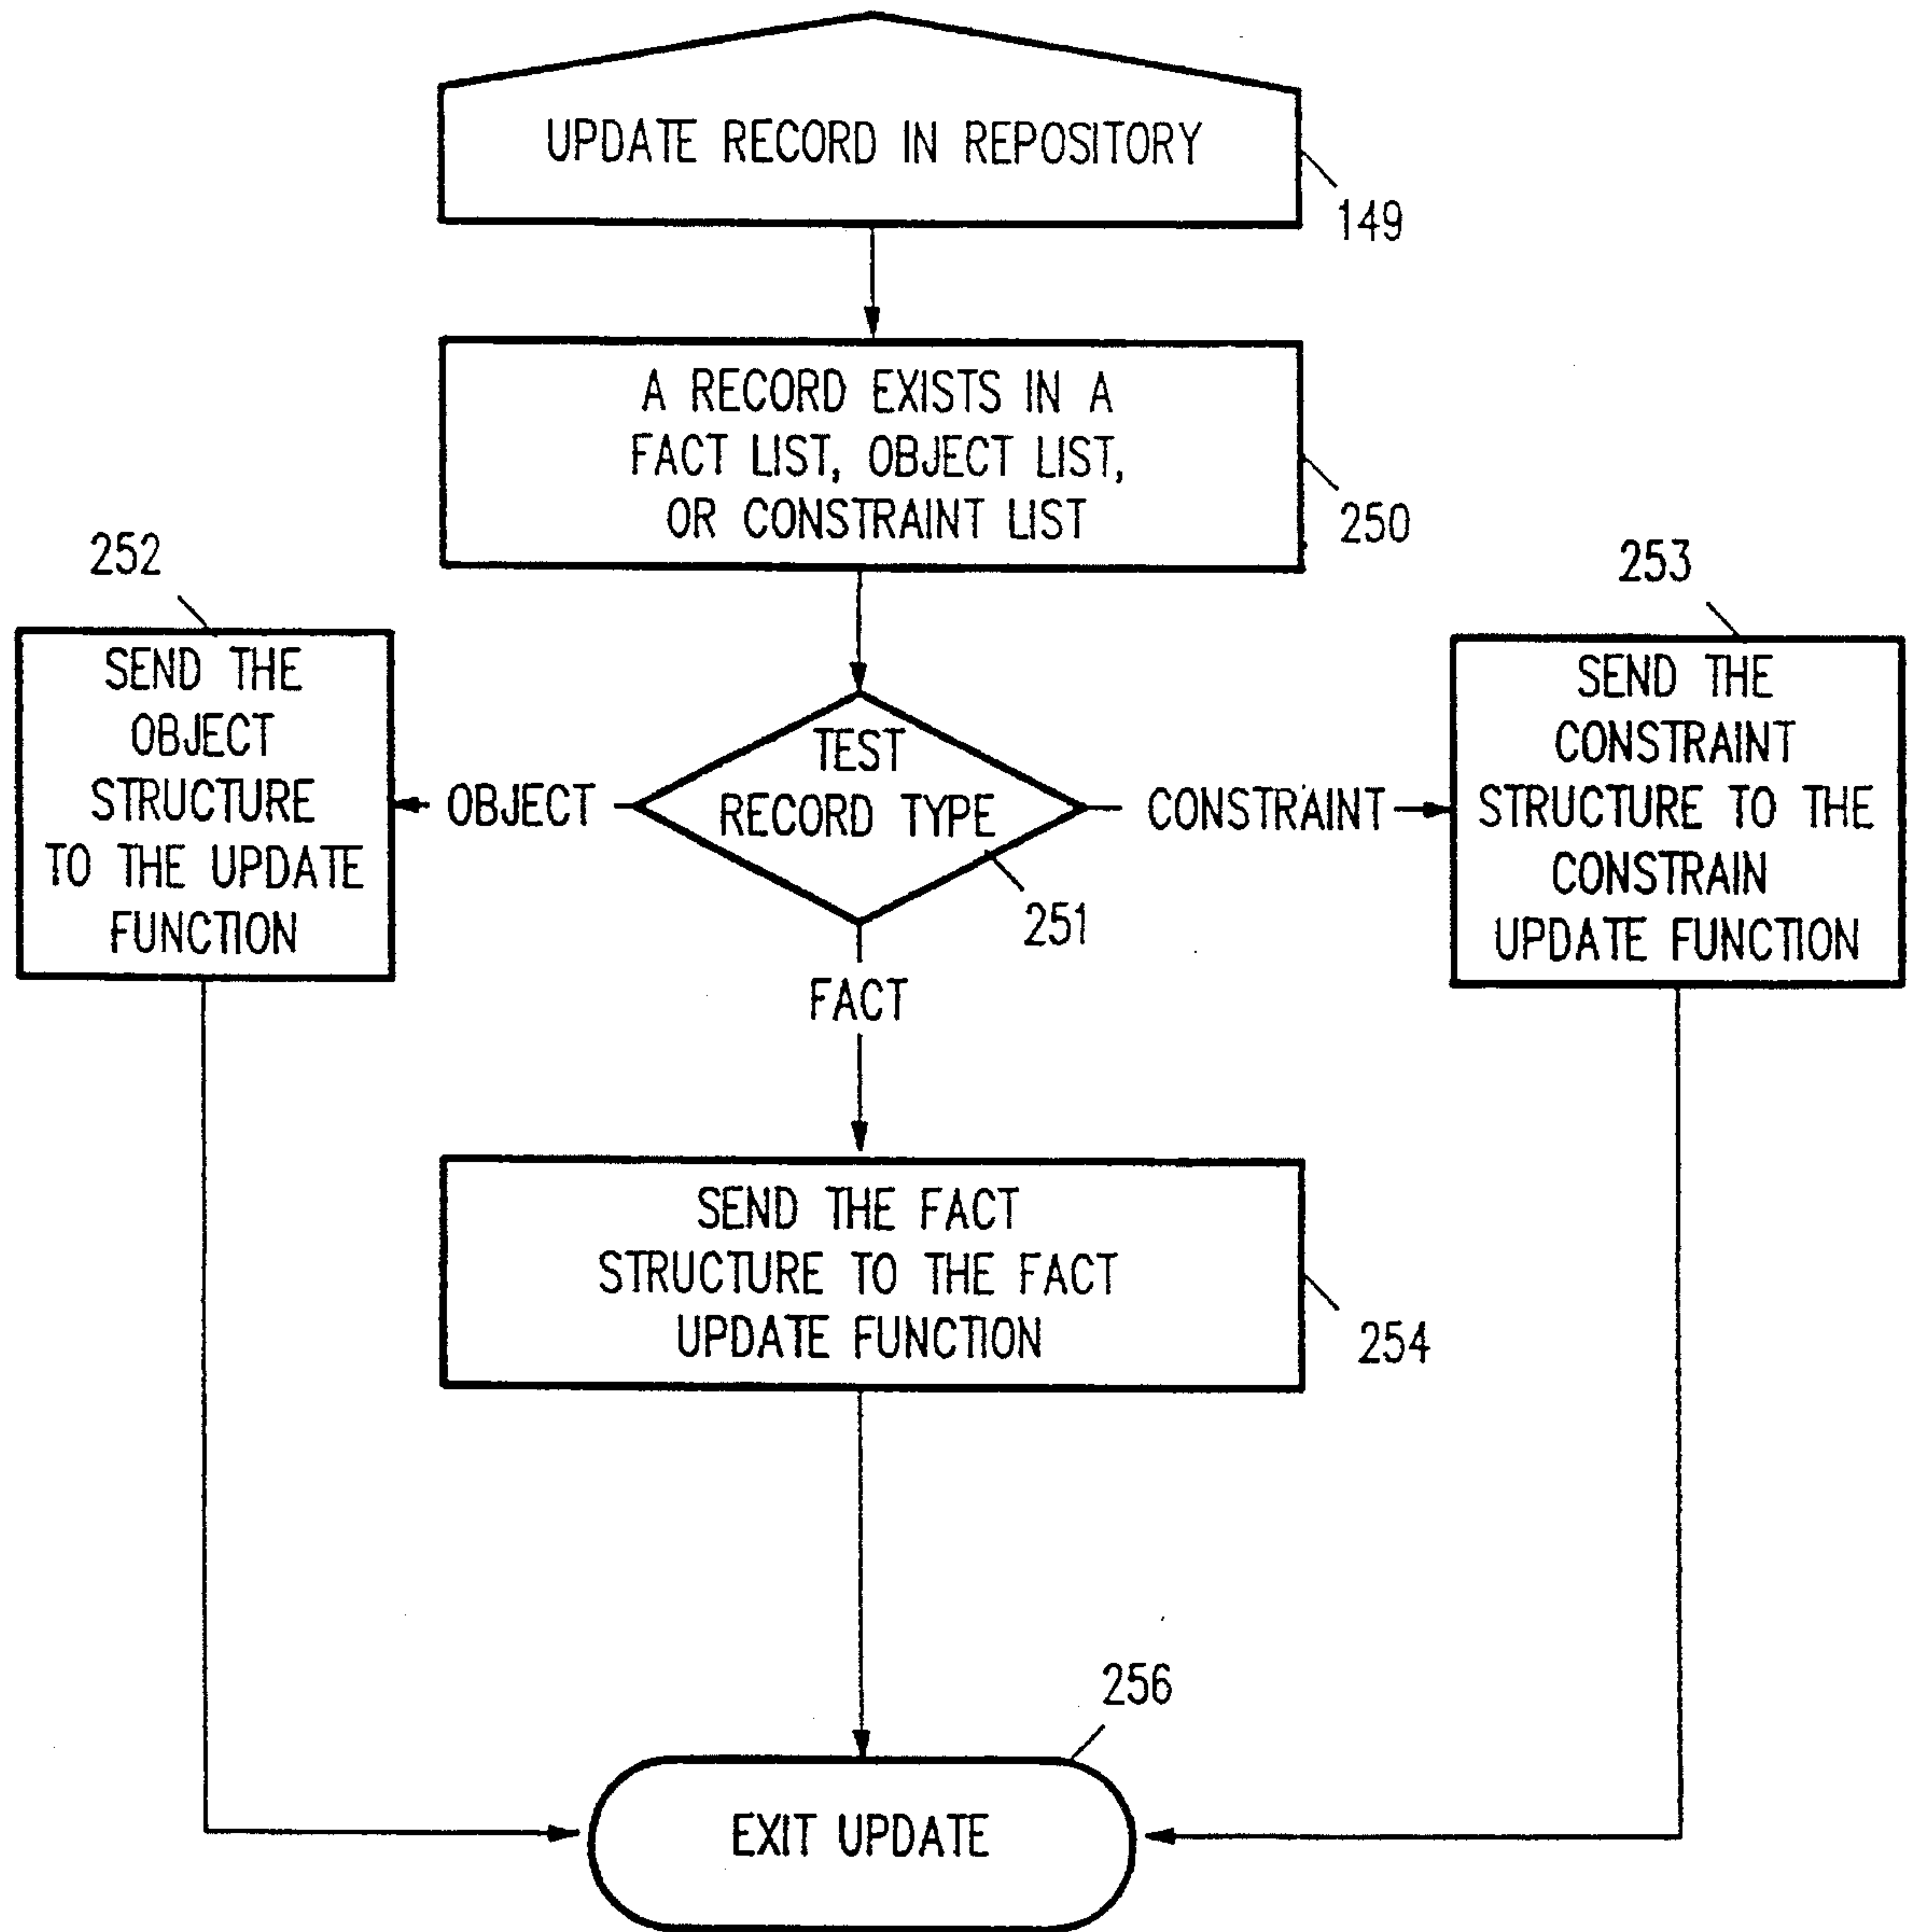 UPDATE RECORD IN REPOSITORY
149
A RECORD EXISTS IN A
FACT LIST, OBJECT LIST,
OR CONSTRAINT LIST
250
252
SEND THE
OBJECT
STRUCTURE
TO THE UPDATE
FUNCTION
OBJECT
TEST
RECORD TYPE
251
CONSTRAINT
253
SEND THE
CONSTRAINT
STRUCTURE TO THE
CONSTRAIN
UPDATE FUNCTION
FACT
SEND THE FACT
STRUCTURE TO THE FACT
UPDATE FUNCTION
254
256
EXIT UPDATE